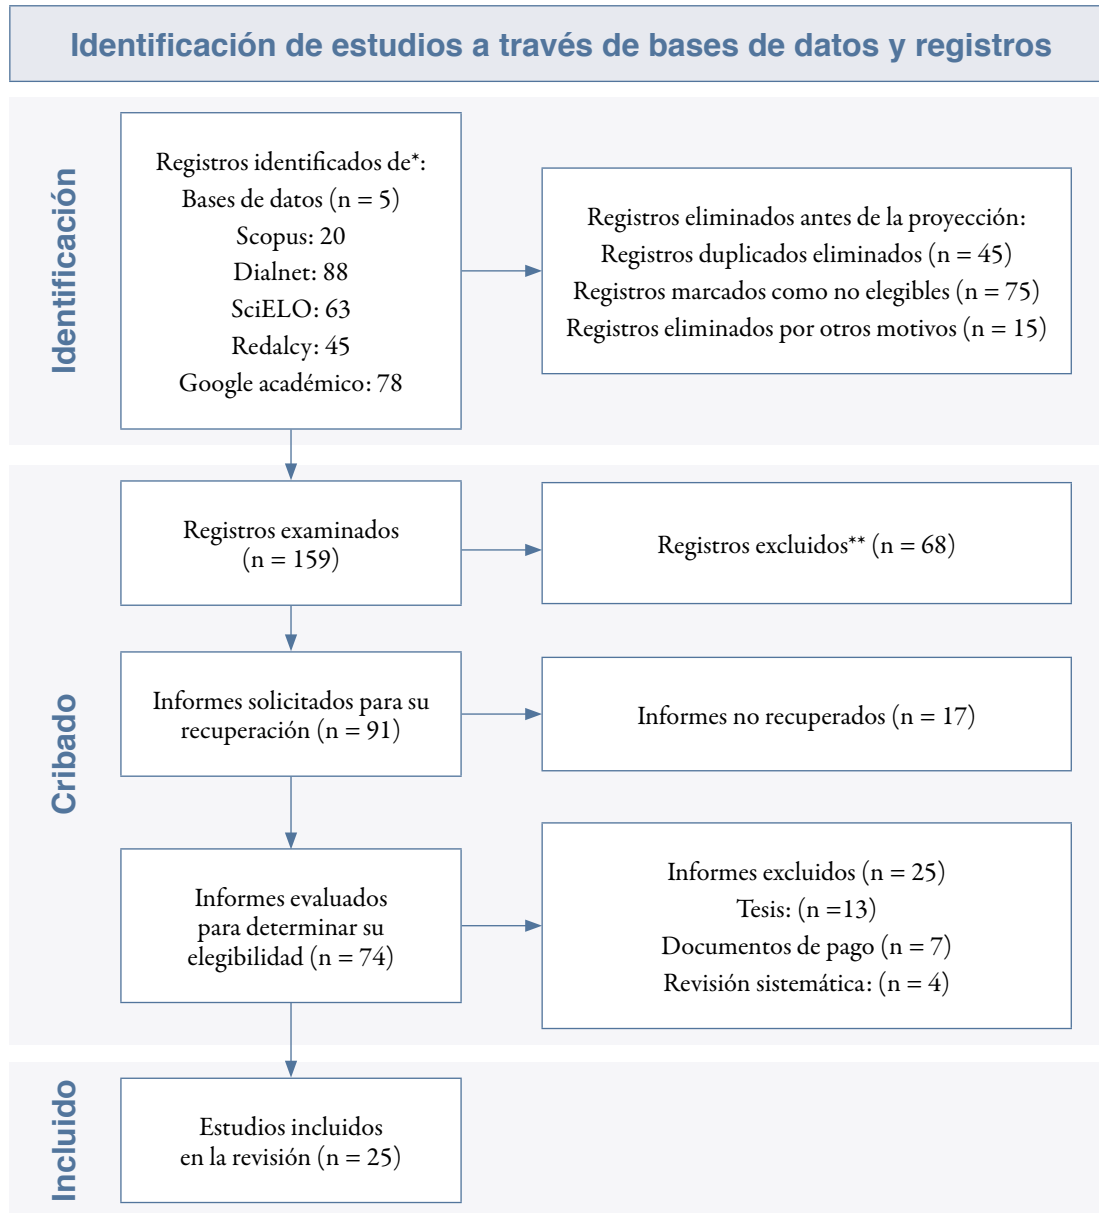 Identificación de estudios a través de bases de datos y registros
Identificación
Registros identificados de*:
Bases de datos (n = 5)
Scopus: 20
Dialnet: 88
SciELO: 63
Redalcy: 45
Google académico: 78
Registros eliminados antes de la proyección:
Registros duplicados eliminados (n = 45)
Registros marcados como no elegibles (n = 75)
Registros eliminados por otros motivos (n = 15)
Cribado
Registros examinados
(n = 159)
Registros excluidos** (n = 68)
Informes solicitados para su
recuperación (n = 91)
Informes no recuperados (n = 17)
Informes evaluados
para determinar su
elegibilidad (n = 74)
Informes excluidos (n = 25)
Tesis: (n =13)
Documentos de pago (n = 7)
Revisión sistemática: (n = 4)
Incluido
Estudios incluidos
en la revisión (n = 25)